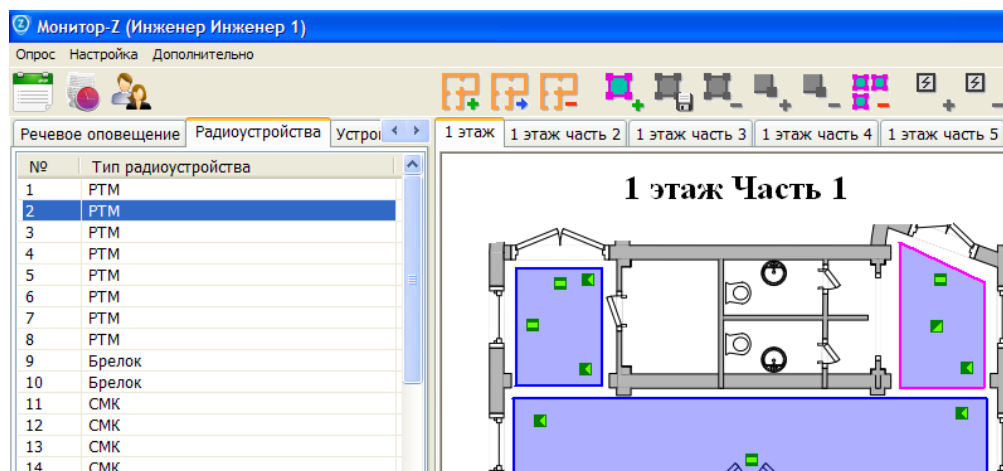 Монитор-Z (Инженер Инженер 1)
Опрос Настройка Дополнительно
Речевое оповещение Радиоустройства Устро
1 этаж 1 этаж часть 2 1 этаж часть 3 1 этаж часть 4 1 этаж часть 5
№ Тип радиоустройства
1 РТМ
2 РТМ
3 РТМ
4 РТМ
5 РТМ
6 РТМ
7 РТМ
8 РТМ
9 Брелок
10 Брелок
11 СМК
12 СМК
13 СМК
14 СМК
1 этаж Часть 1